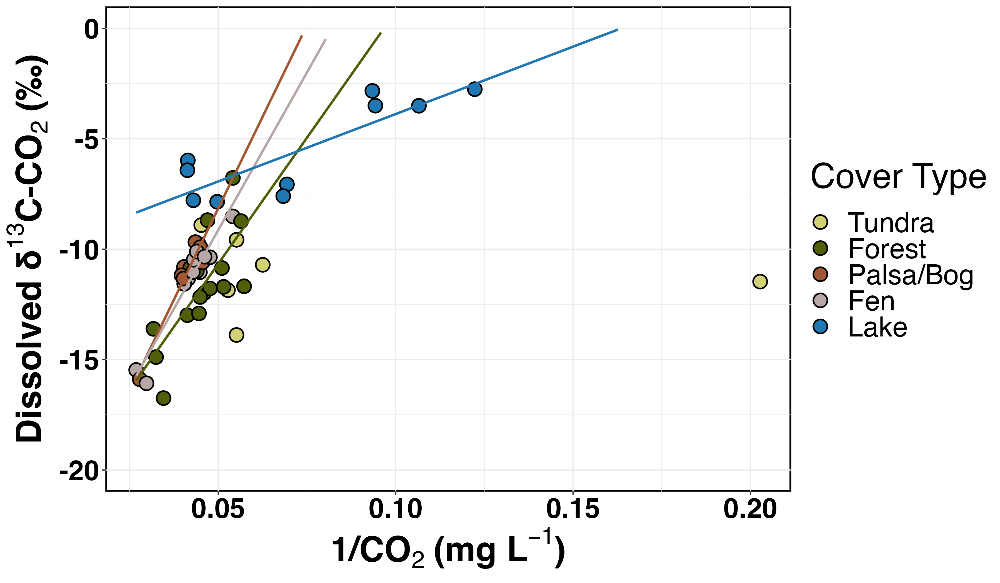 Dissolved δ¹³C-CO₂ (‰)
0
-5
-10
-15
-20
0.05 0.10 0.15 0.20
1/CO₂ (mg L⁻¹)
Cover Type
Tundra
Forest
Palsa/Bog
Fen
Lake